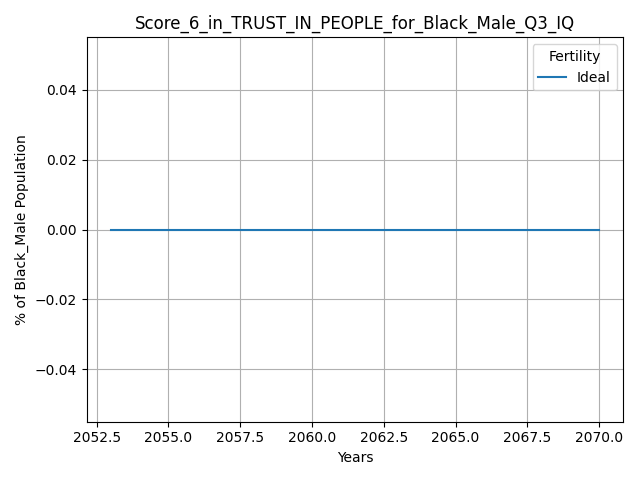 Score_6_in_TRUST_IN_PEOPLE_for_Black_Male_Q3_IQ
Fertility
Ideal
0.04
0.02
0.00
−0.02
−0.04
% of Black_Male Population
2052.5 2055.0 2057.5 2060.0 2062.5 2065.0 2067.5 2070.0
Years